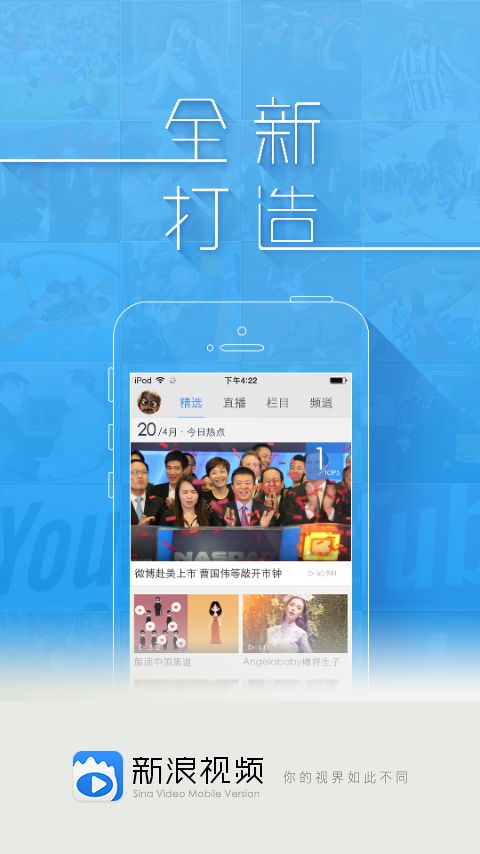 全新
打造
iPod
下午4:22
精选 直播 栏目 频道
20/4月 · 今日热点
1
TOP5
NASDAQ
微博赴美上市 曹国伟等敲开市钟
60,981
解读中国黑道
Angelababy爆将生子
You Tub
新浪视频
Sina Video Mobile Version
你的视界如此不同